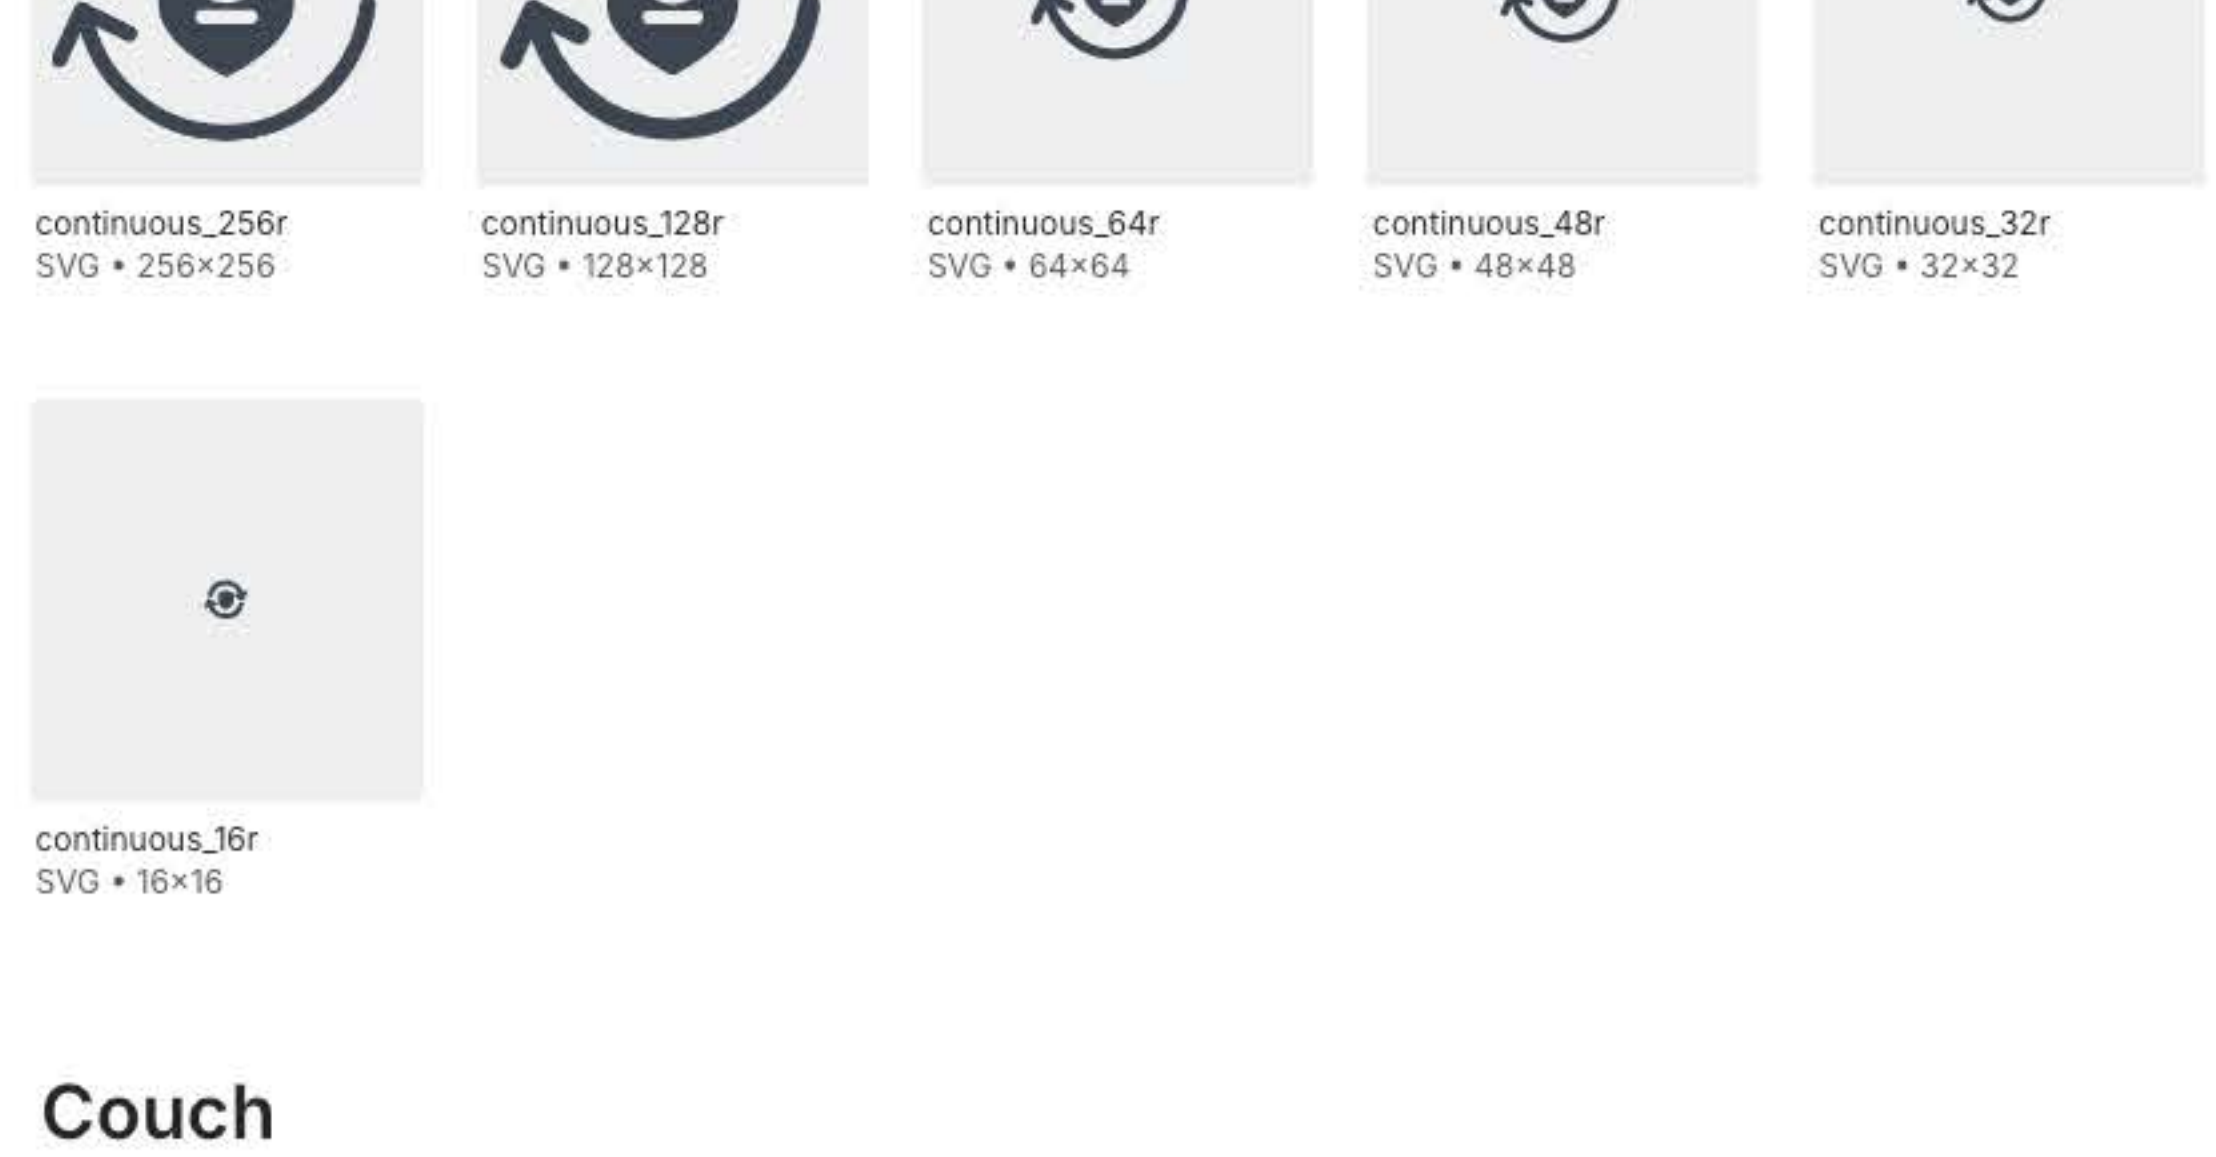 continuous_256r
SVG • 256×256
continuous_128r
SVG • 128×128
continuous_64r
SVG • 64×64
continuous_48r
SVG • 48×48
continuous_32r
SVG • 32×32
continuous_16r
SVG • 16×16
Couch